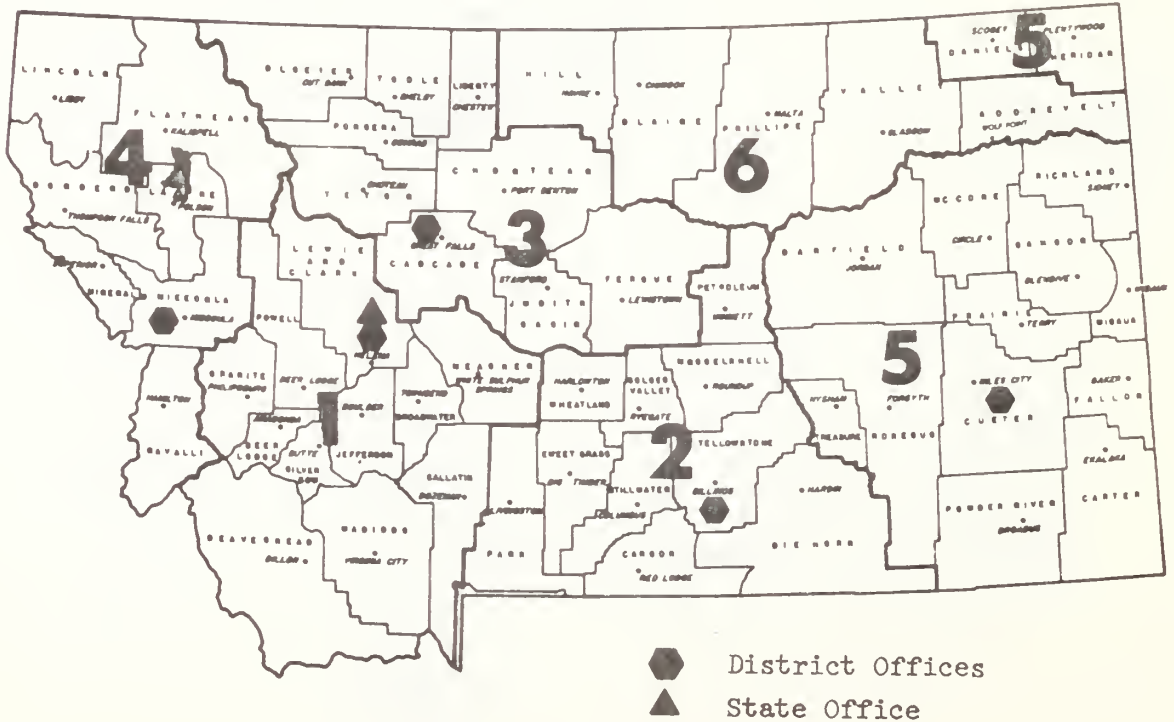 LINCOLN
LIBBY
FLATHEAD
KALISPELL
4
LAKE
POLSON
THOMPSON FALLS
SUPERIOR
MINERAL
MISSOULA
MISSOULA
HAMILTON
RAVALLI
GLACIER
CUT BANK
TOOLE
SHELBY
LIBERTY
CHESTER
HILL
HAVRE
PONDERA
CONRAD
TETON
CHOTEAU
CHOUTEAU
FORT BENTON
3
GREAT FALLS
CASCADE
STANFORD
JUDITH
BASIN
FERGUS
LEWISTOWN
PETROLEUM
WINNETT
CHINOOK
BLAINE
MALTA
PHILLIPS
6
VALLEY
GLASGOW
SCOBEY
DANIELS
5
PLENTYWOOD
SHERIDAN
ROOSEVELT
WOLF POINT
RICHLAND
SIDNEY
MCCONE
CIRCLE
DAWSON
GLENDIVE
GARFIELD
JORDAN
PRAIRIE
TERRY
WIBAUX
WIBAUX
5
MILES CITY
CUSTER
BAKER
FALLON
EKALAKA
CARTER
POWDER RIVER
BROADUS
HYSHAM
TREASURE
FORSYTH
ROSEBUD
LEWIS
AND
CLARK
HELENA
POWELL
GRANITE
PHILIPSBURG
DEER LODGE
ANACONDA
DEER
LODGE
1
BUTTE
SILVER
BOW
BOULDER
JEFFERSON
TOWNSEND
BROADWATER
MEAGHER
WHITE SULPHUR
SPRINGS
GALLATIN
BOZEMAN
BEAVERHEAD
DILLON
MADISON
VIRGINIA CITY
LIVINGSTON
PARK
HARLOWTON
WHEATLAND
GOLDEN
VALLEY
RYEGATE
MUSSELSHELL
ROUNDUP
SWEET GRASS
BIG TIMBER
2
STILLWATER
COLUMBUS
YELLOWSTONE
BILLINGS
CARBON
RED LODGE
HARDIN
BIG HORN
District Offices
State Office